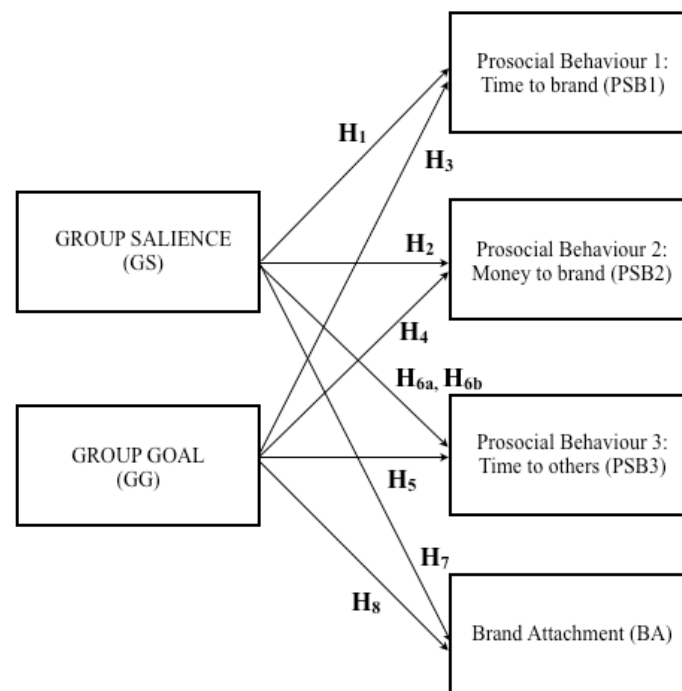 Prosocial Behaviour 1:
Time to brand (PSB1)
H1
H3
GROUP SALIENCE
(GS)
H2
Prosocial Behaviour 2:
Money to brand (PSB2)
H4
H6a, H6b
GROUP GOAL
(GG)
H5
Prosocial Behaviour 3:
Time to others (PSB3)
H7
H8
Brand Attachment (BA)